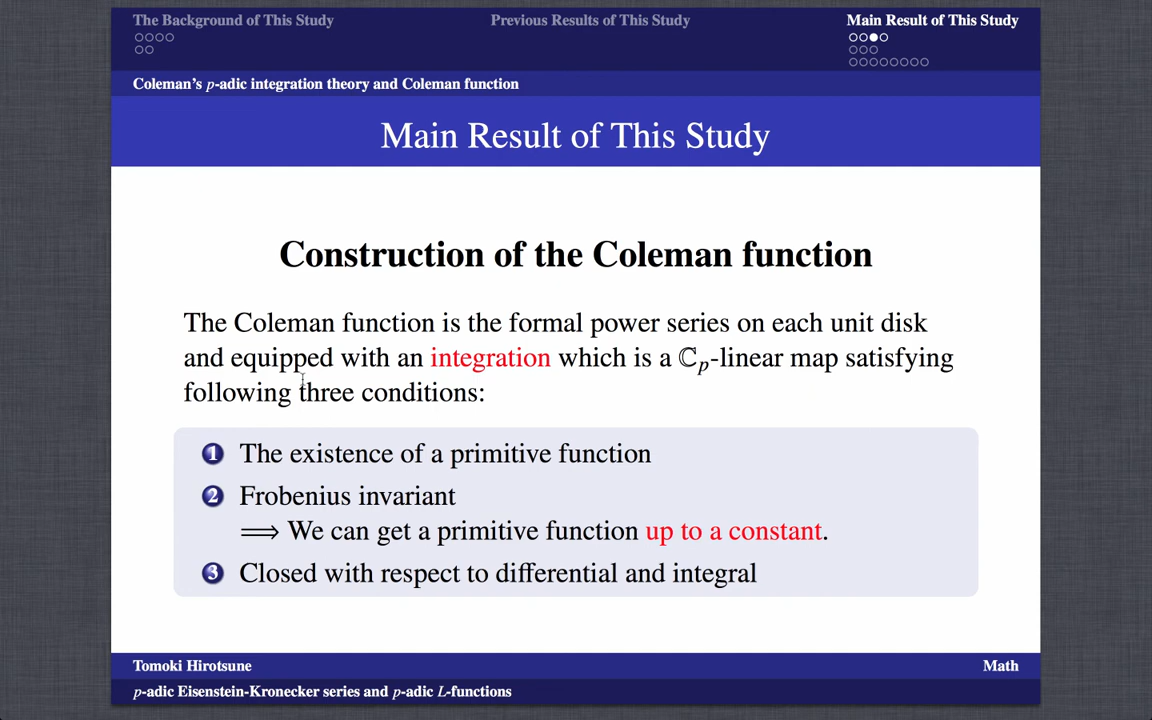 The Background of This Study
Previous Results of This Study
Main Result of This Study
Coleman's p-adic integration theory and Coleman function
Main Result of This Study
Construction of the Coleman function
The Coleman function is the formal power series on each unit disk
and equipped with an integration which is a ℂₚ-linear map satisfying
following three conditions:
1 The existence of a primitive function
2 Frobenius invariant
⟹ We can get a primitive function up to a constant.
3 Closed with respect to differential and integral
Tomoki Hirotsune
Math
p-adic Eisenstein-Kronecker series and p-adic L-functions